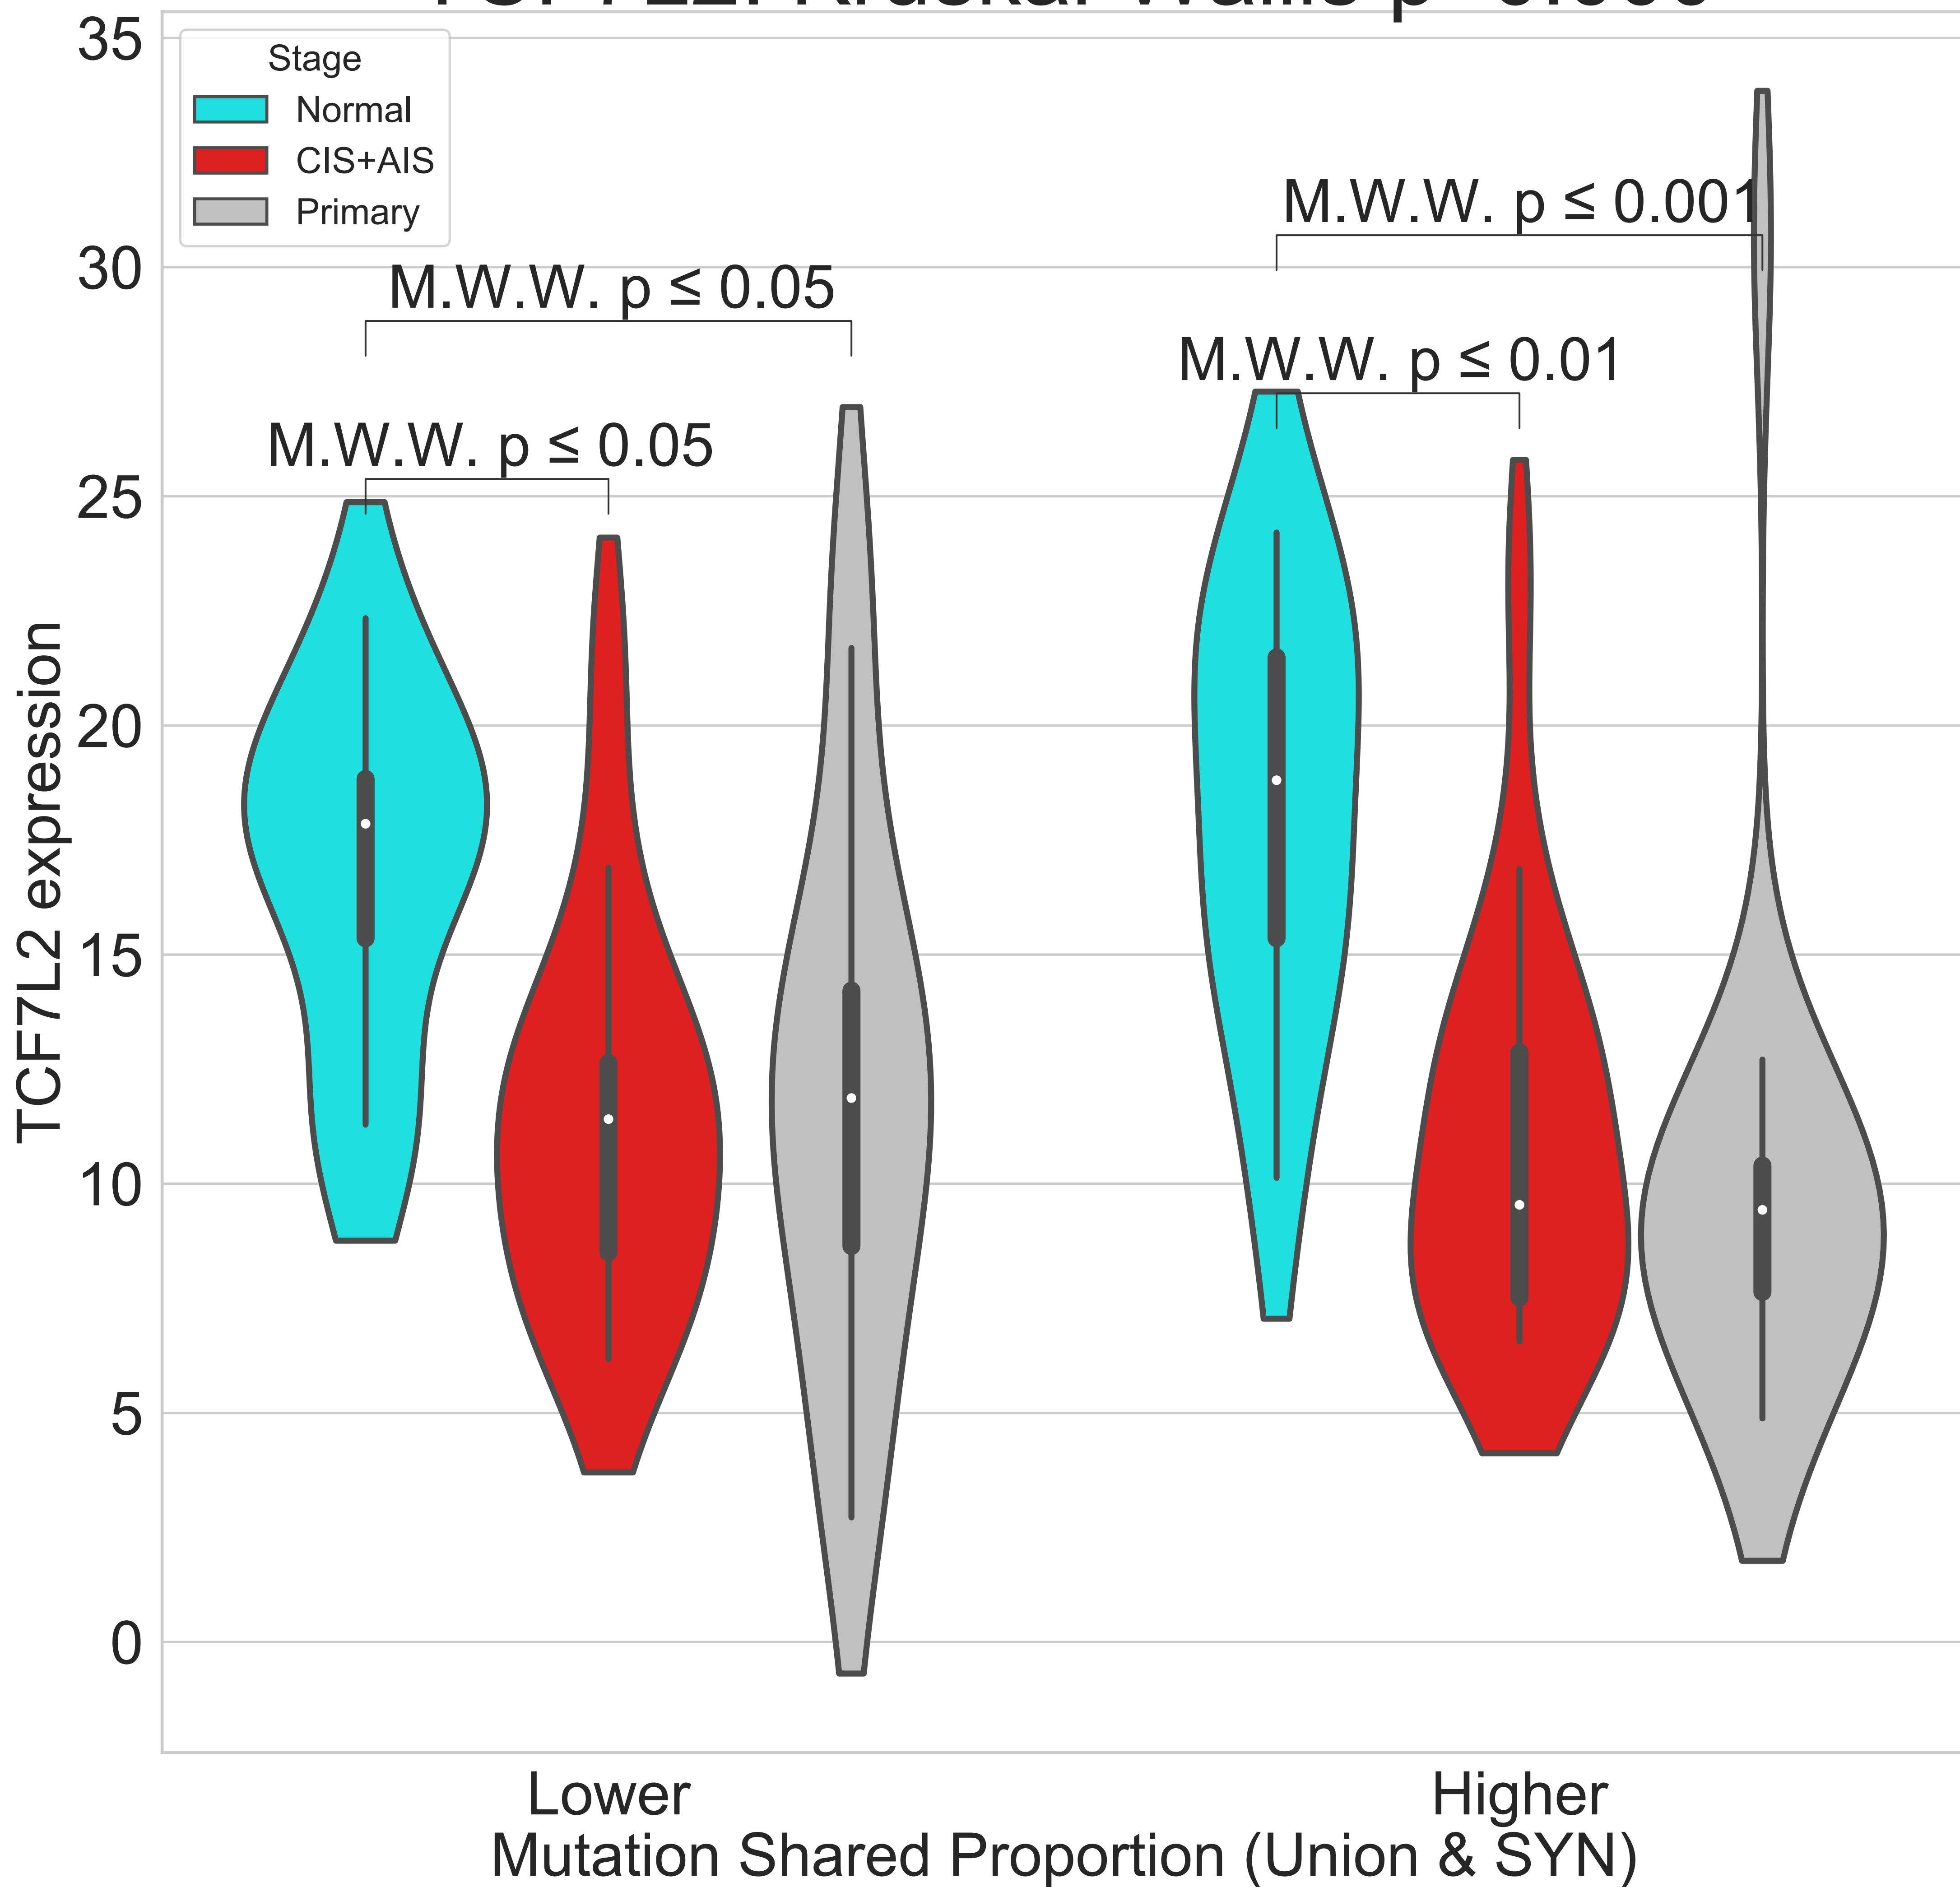 35
30
25
20
15
10
5
0
TCF7L2 expression
Stage
Normal
CIS+AIS
Primary
M.W.W. p ≤ 0.001
M.W.W. p ≤ 0.05
M.W.W. p ≤ 0.01
M.W.W. p ≤ 0.05
Lower
Higher
Mutation Shared Proportion (Union & SYN)